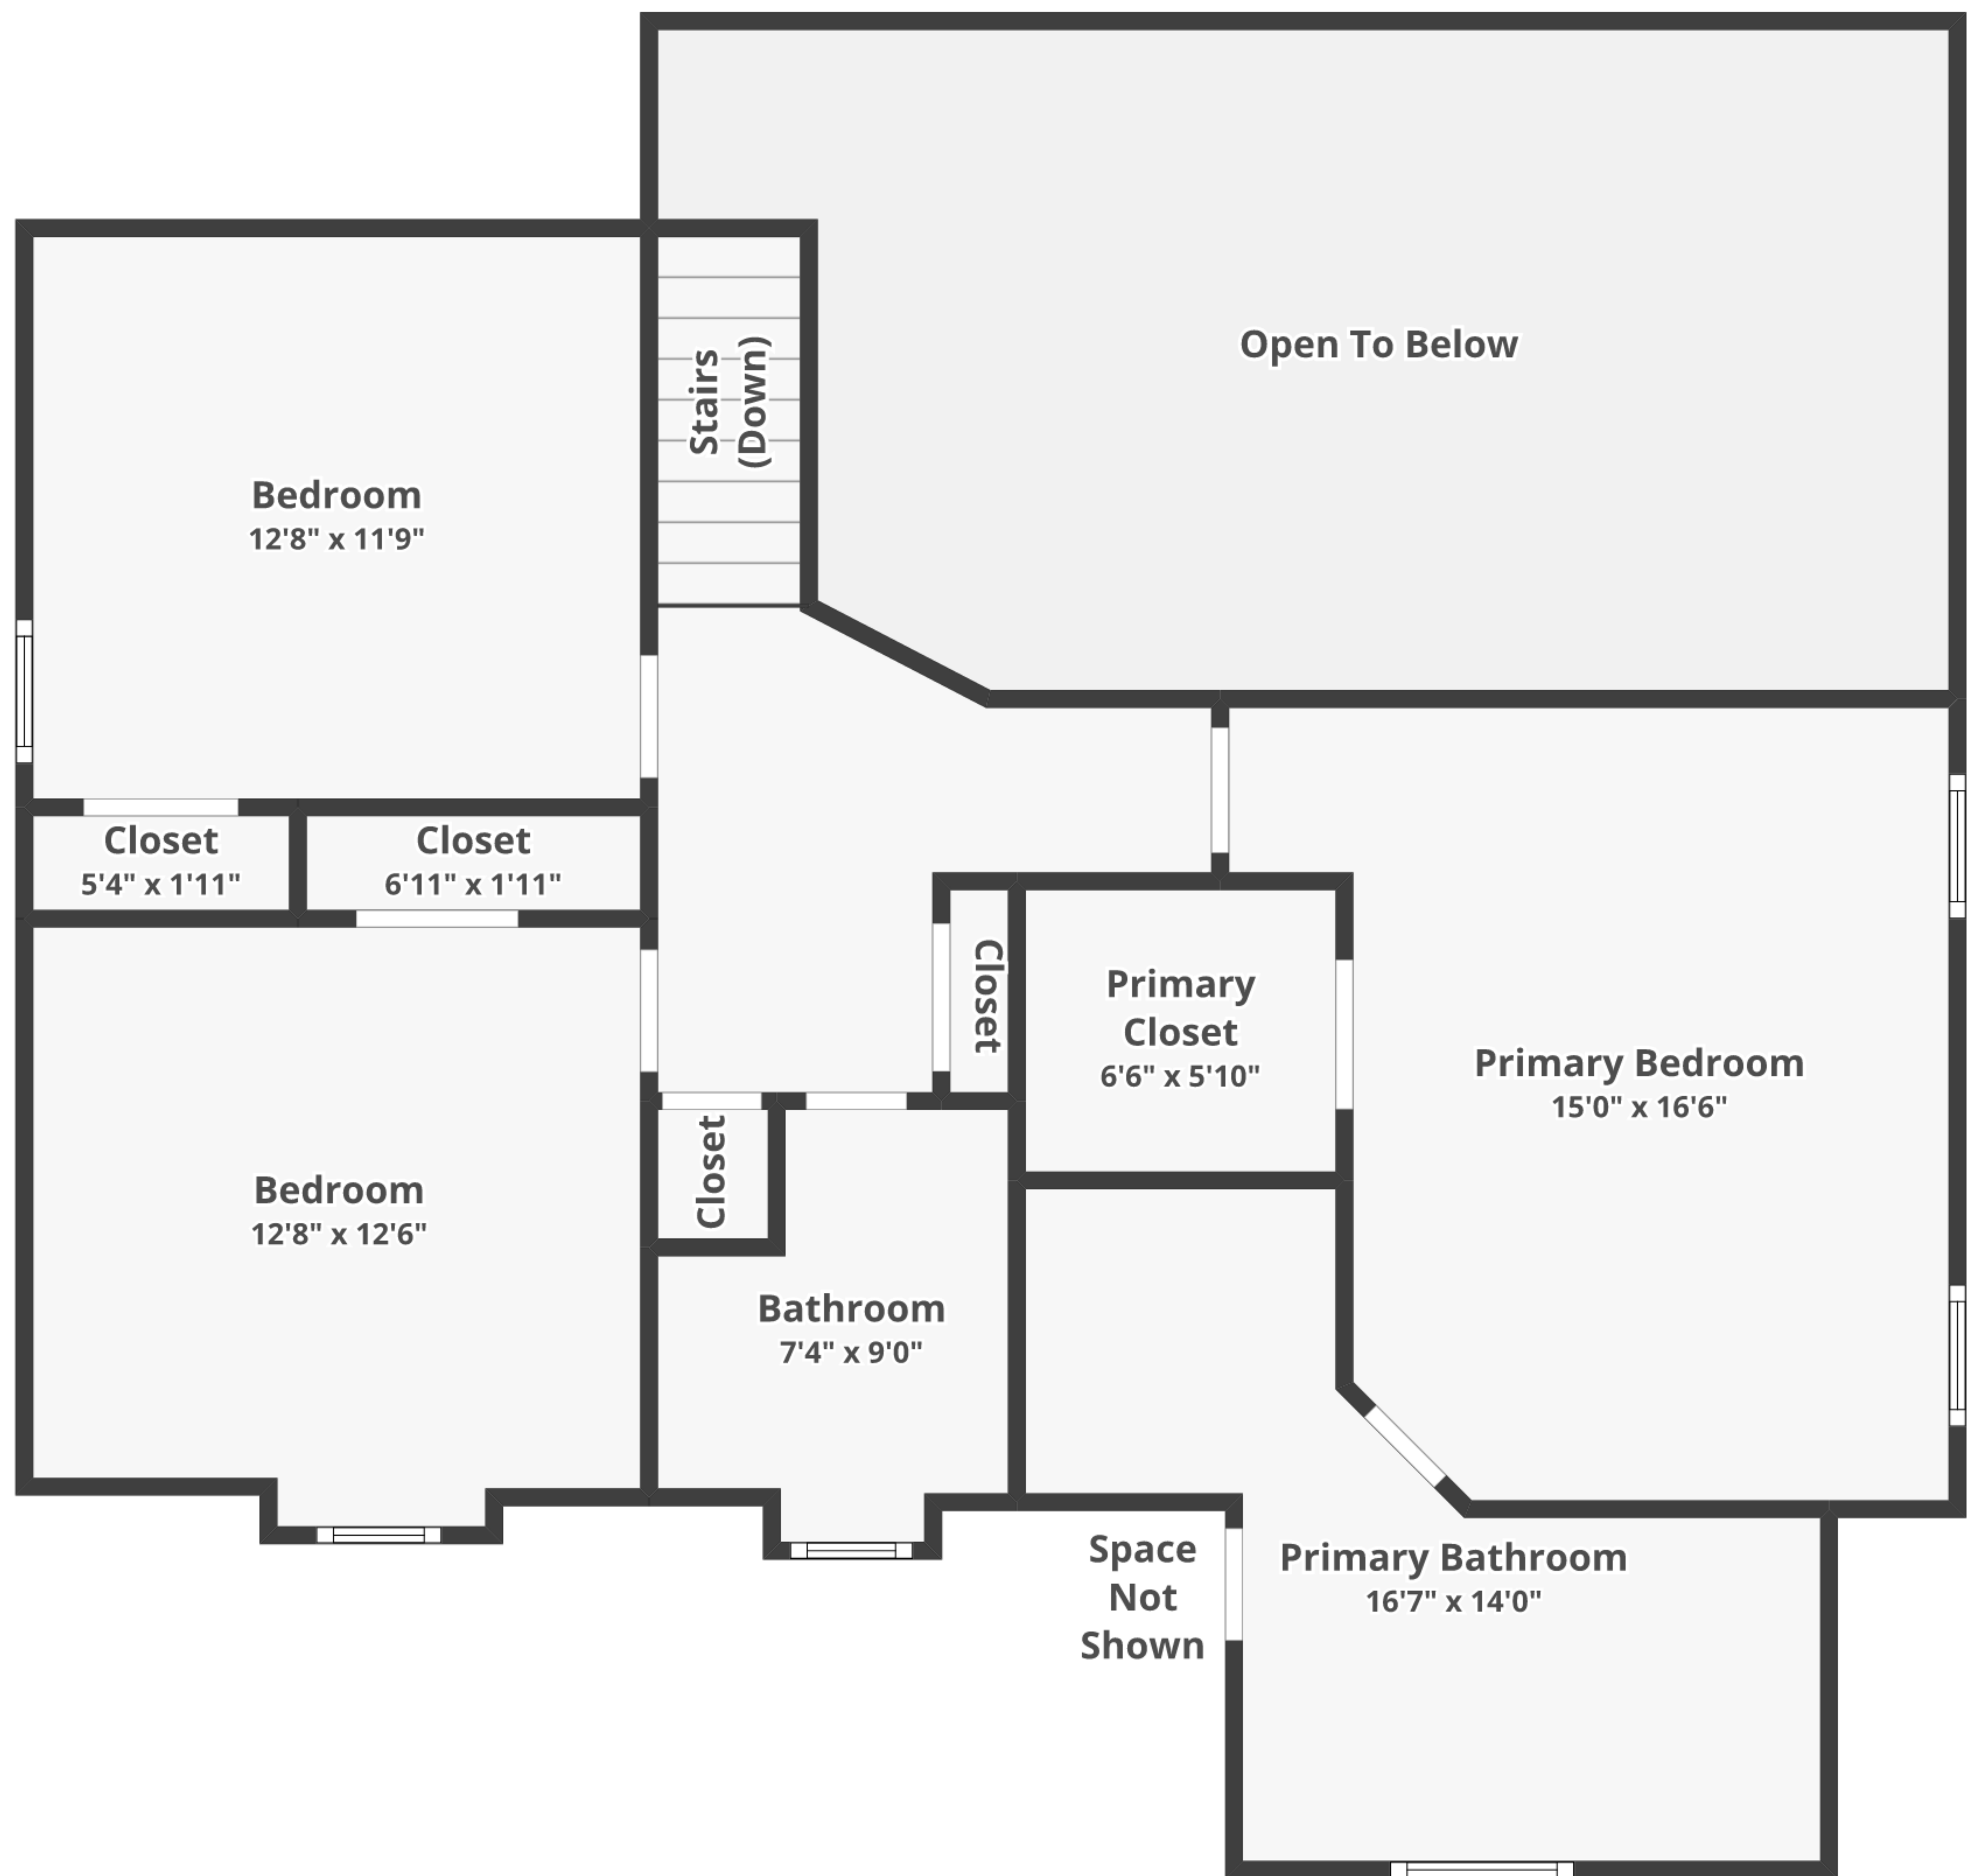 Open To Below
Stairs
(Down)
Bedroom
12'8" x 11'9"
Closet
5'4" x 1'11"
Closet
6'11" x 1'11"
Closet
Primary
Closet
6'6" x 5'10"
Primary Bedroom
15'0" x 16'6"
Closet
Bedroom
12'8" x 12'6"
Bathroom
7'4" x 9'0"
Space
Not
Shown
Primary Bathroom
16'7" x 14'0"